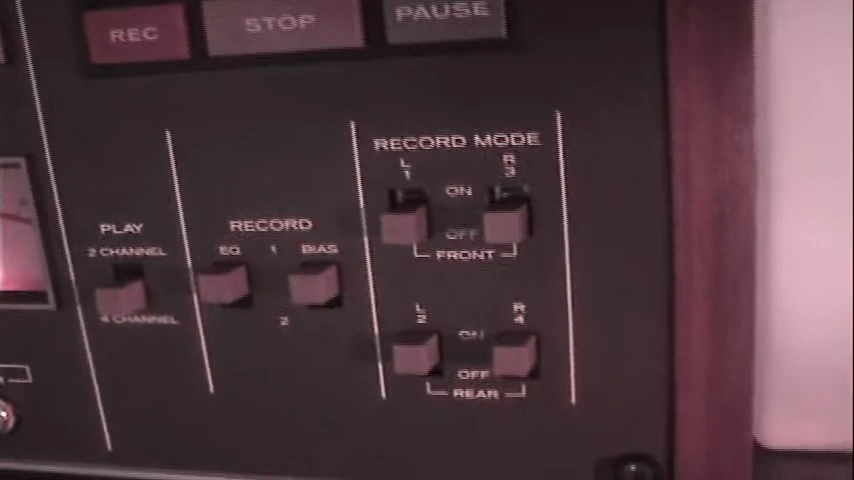 REC STOP PAUSE
RECORD MODE
L R
1 3
ON
OFF
FRONT
PLAY
2 CHANNEL
4 CHANNEL
RECORD
EQ 1 BIAS
2
L R
2 4
ON
OFF
REAR